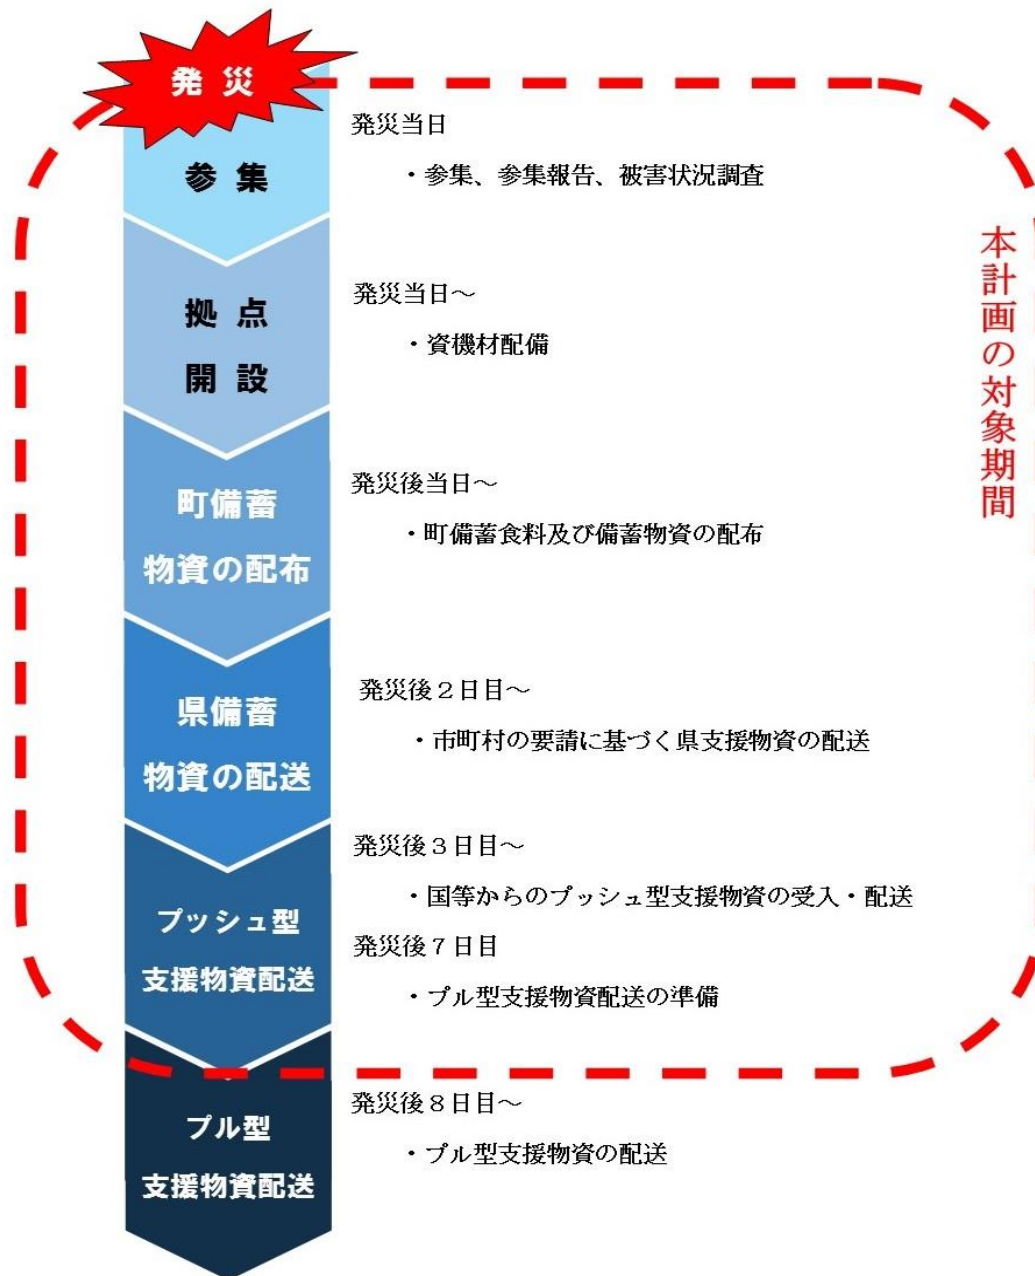 発災
参集
発災当日
・参集、参集報告、被害状況調査
拠点
開設
発災当日～
・資機材配備
町備蓄
物資の配布
発災後当日～
・町備蓄食料及び備蓄物資の配布
県備蓄
物資の配送
発災後２日目～
・市町村の要請に基づく県支援物資の配送
プッシュ型
支援物資配送
発災後３日目～
・国等からのプッシュ型支援物資の受入・配送
発災後７日目
・プル型支援物資配送の準備
プル型
支援物資配送
発災後８日目～
・プル型支援物資の配送
本計画の対象期間